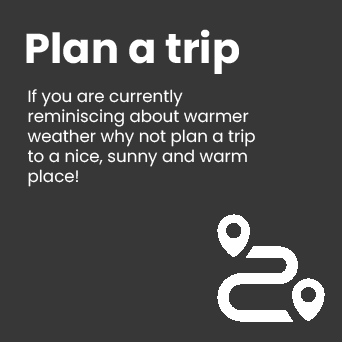 Plan a trip
If you are currently
reminiscing about warmer
weather why not plan a trip
to a nice, sunny and warm
place!